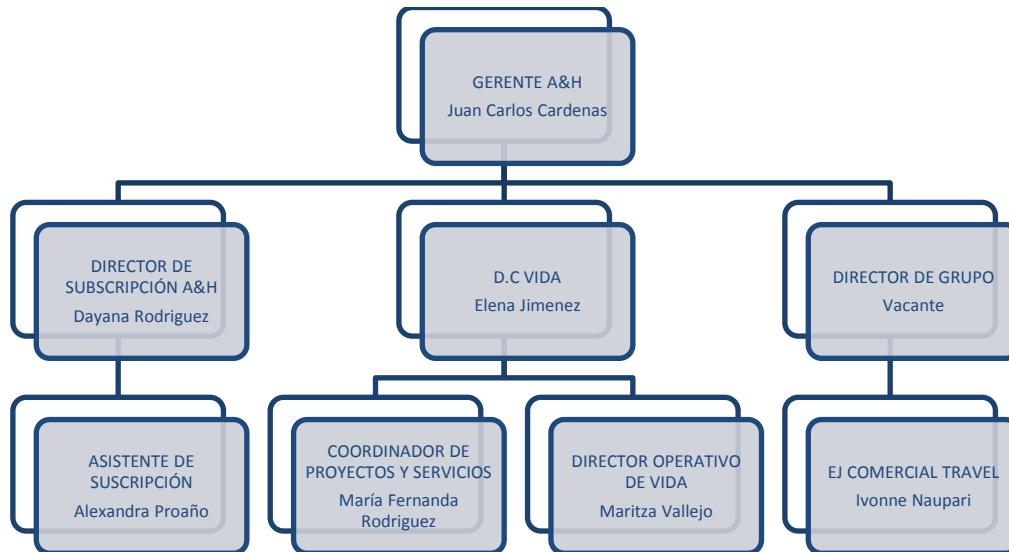 GERENTE A&H
Juan Carlos Cardenas
DIRECTOR DE
SUBSCRIPCIÓN A&H
Dayana Rodriguez
D.C VIDA
Elena Jimenez
DIRECTOR DE GRUPO
Vacante
ASISTENTE DE
SUSCRIPCIÓN
Alexandra Proaño
COORDINADOR DE
PROYECTOS Y SERVICIOS
María Fernanda
Rodriguez
DIRECTOR OPERATIVO
DE VIDA
Maritza Vallejo
EJ COMERCIAL TRAVEL
Ivonne Naupari